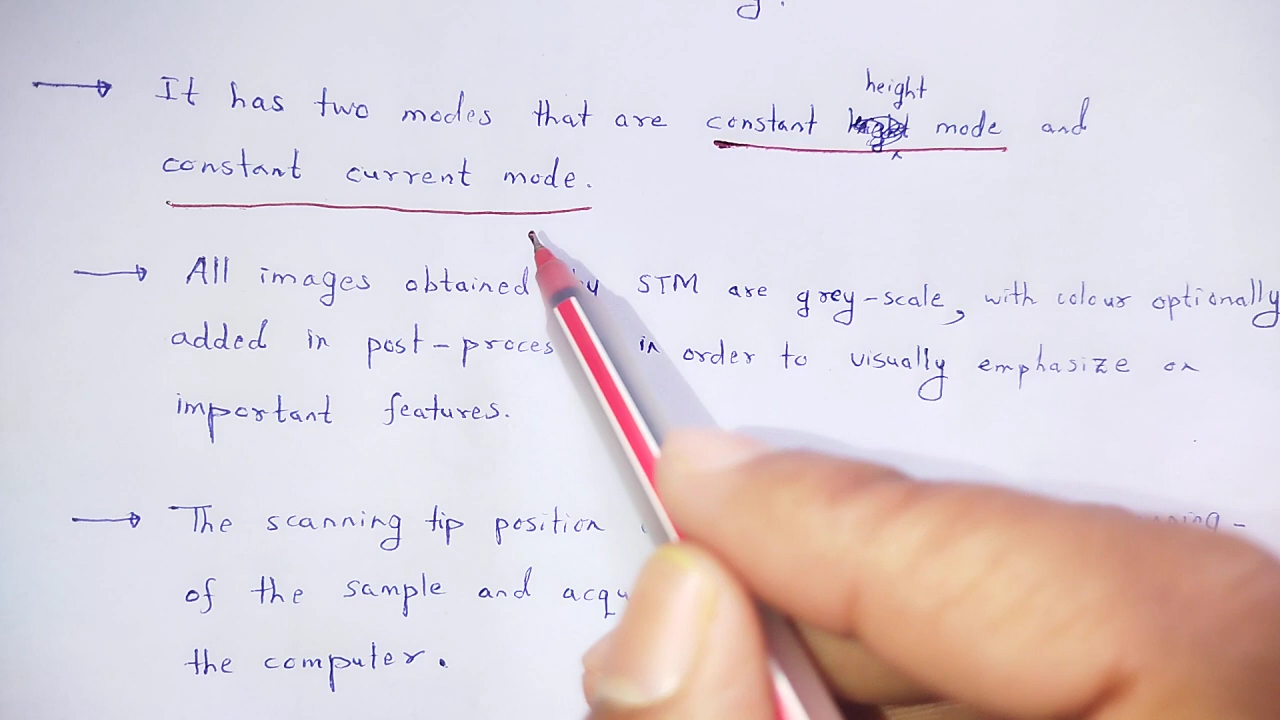 → It has two modes that are constant height mode and
constant current mode.
→ All images obtained by STM are grey-scale, with colour optionally
added in post-proces in order to visually emphasize on
important features.
→ The scanning tip position
of the sample and
the computer.